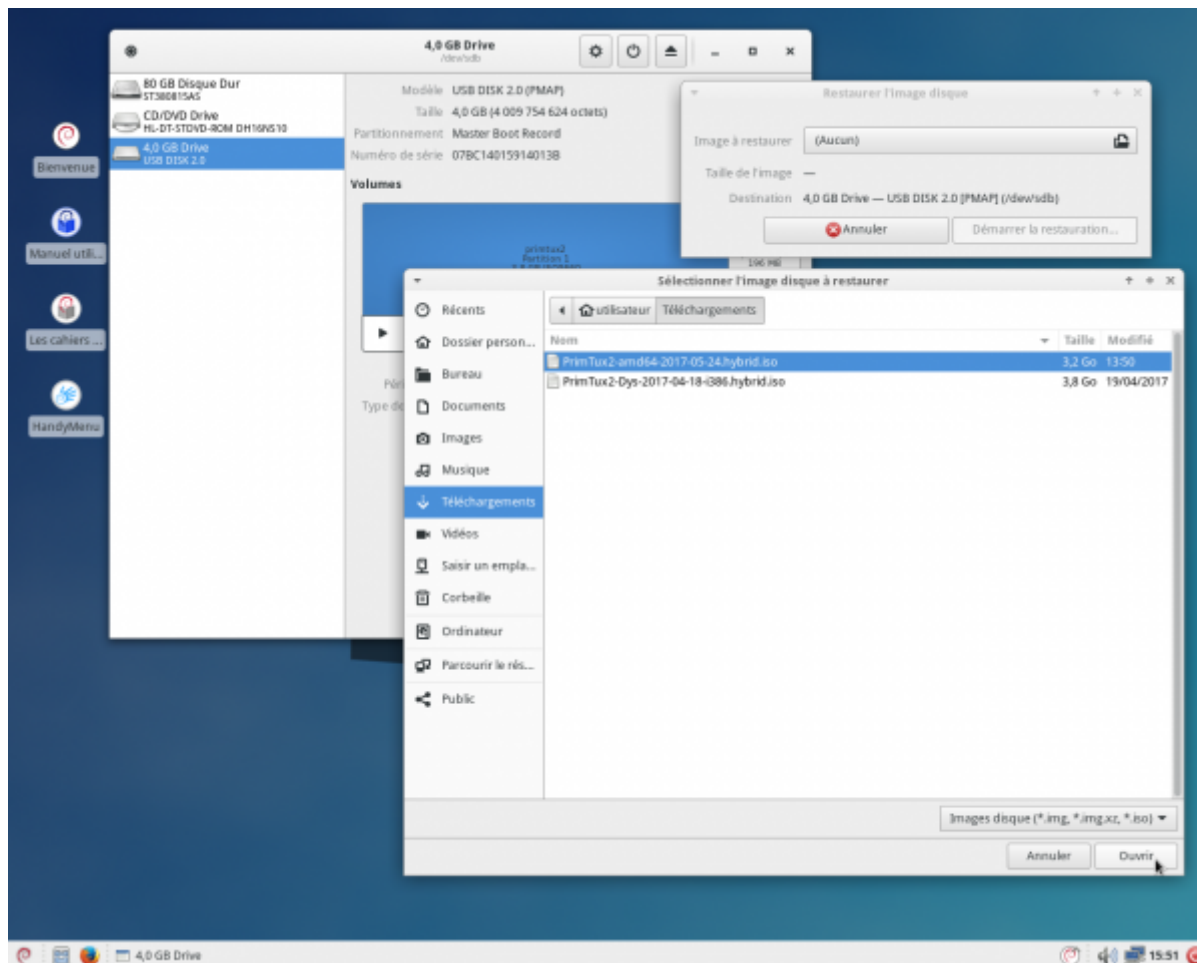 4,0 GB Drive
/dev/sdb
80 GB Disque Dur
ST380815AS
CD/DVD Drive
HL-DT-STDVD-ROM DH16NS10
4,0 GB Drive
USB DISK 2.0
Modèle USB DISK 2.0 (PMAP)
Taille 4,0 GB (4 009 754 624 octets)
Partitionnement Master Boot Record
Numéro de série 07BC14015914013B
Volumes
primtux2
Partition 1
196 MB
Péri
Type de
Restaurer l'image disque
Image à restaurer (Aucun)
Taille de l'image —
Destination 4,0 GB Drive — USB DISK 2.0 [PMAP] (/dev/sdb)
Annuler
Démarrer la restauration...
Sélectionner l'image disque à restaurer
Récents
Dossier person...
Bureau
Documents
Images
Musique
Téléchargements
Vidéos
Saisir un empla...
Corbeille
Ordinateur
Parcourir le rés...
Public
utilisateur Téléchargements
Nom Taille Modifié
PrimTux2-amd64-2017-05-24.hybrid.iso 3,2 Go 13:50
PrimTux2-Dys-2017-04-18-i386.hybrid.iso 3,8 Go 19/04/2017
Images disque (*.img, *.img.xz, *.iso)
Annuler
Ouvrir
Bienvenue
Manuel utili...
Les cahiers ...
HandyMenu
4,0 GB Drive
15:51